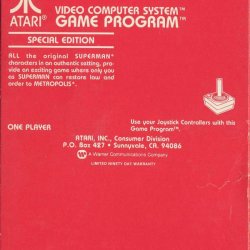 VIDEO COMPUTER SYSTEM™
GAME PROGRAM™
ATARI®
SPECIAL EDITION
ALL the original SUPERMAN*
characters in an authentic setting, pro-
vide an exciting game where only you
as SUPERMAN can restore law and
order to METROPOLIS*.
Use your Joystick Controllers with this
Game Program™.
ONE PLAYER
ATARI, INC., Consumer Division
P.O. Box 427 • Sunnyvale, CA. 94086
A Warner Communications Company
LIMITED NINETY DAY WARRANTY